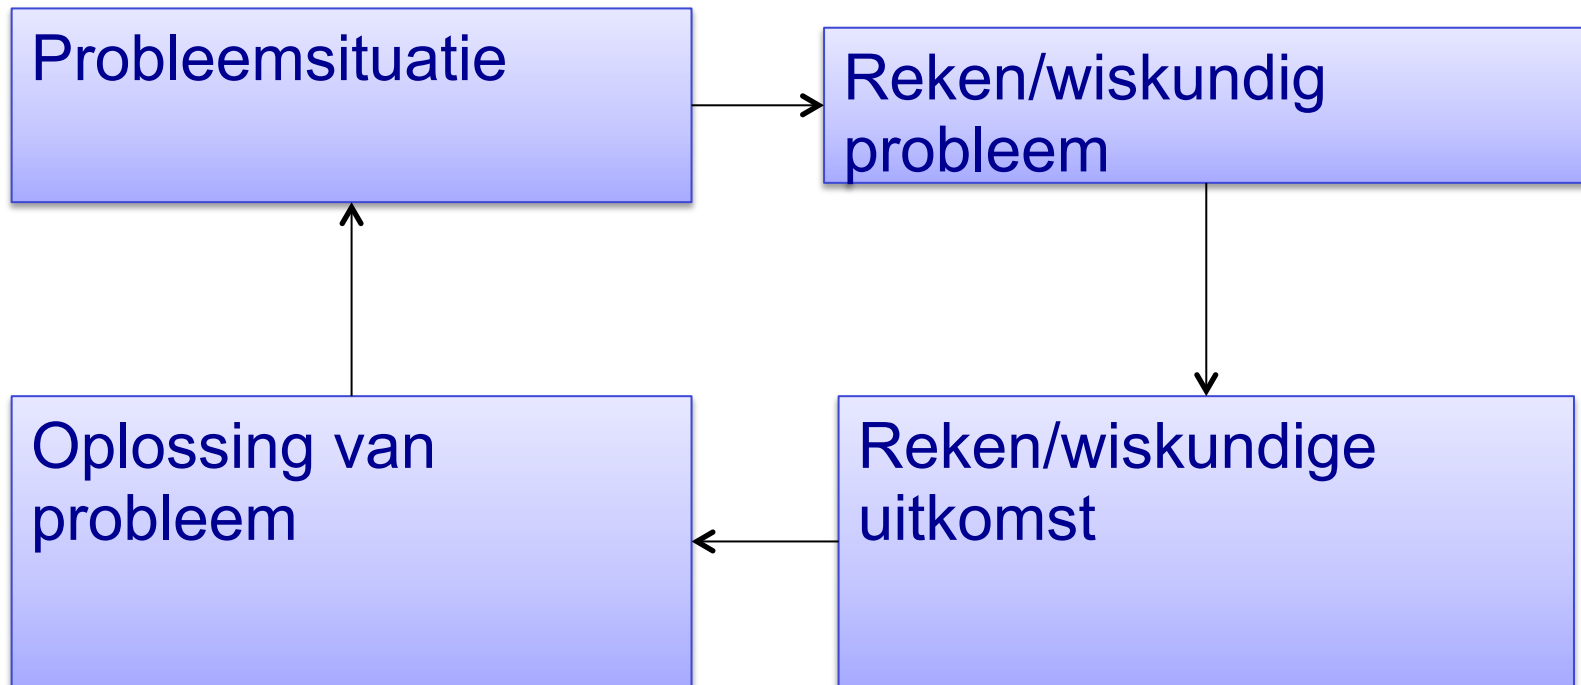 Probleemsituatie
Reken/wiskundig
probleem
Oplossing van
probleem
Reken/wiskundige
uitkomst